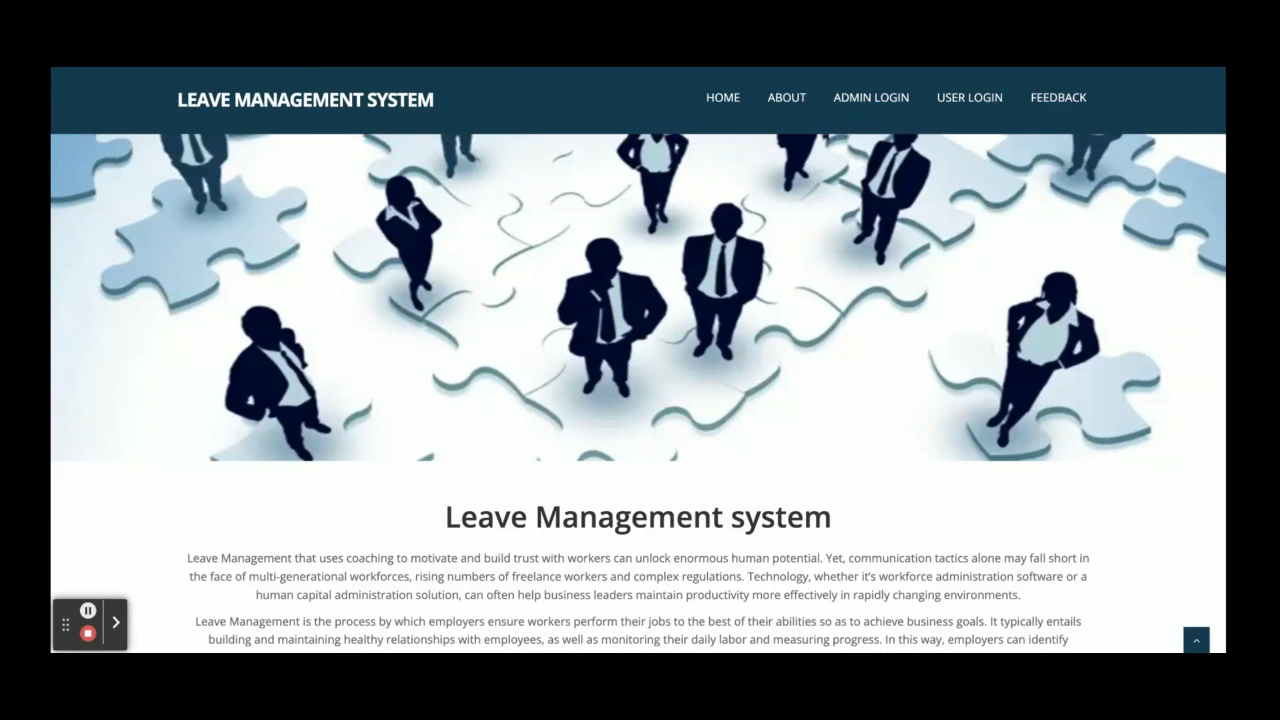 LEAVE MANAGEMENT SYSTEM
HOME ABOUT ADMIN LOGIN USER LOGIN FEEDBACK
Leave Management system
Leave Management that uses coaching to motivate and build trust with workers can unlock enormous human potential. Yet, communication tactics alone may fall short in
the face of multi-generational workforces, rising numbers of freelance workers and complex regulations. Technology, whether it's workforce administration software or a
human capital administration solution, can often help business leaders maintain productivity more effectively in rapidly changing environments.
Leave Management is the process by which employers ensure workers perform their jobs to the best of their abilities so as to achieve business goals. It typically entails
building and maintaining healthy relationships with employees, as well as monitoring their daily labor and measuring progress. In this way, employers can identify